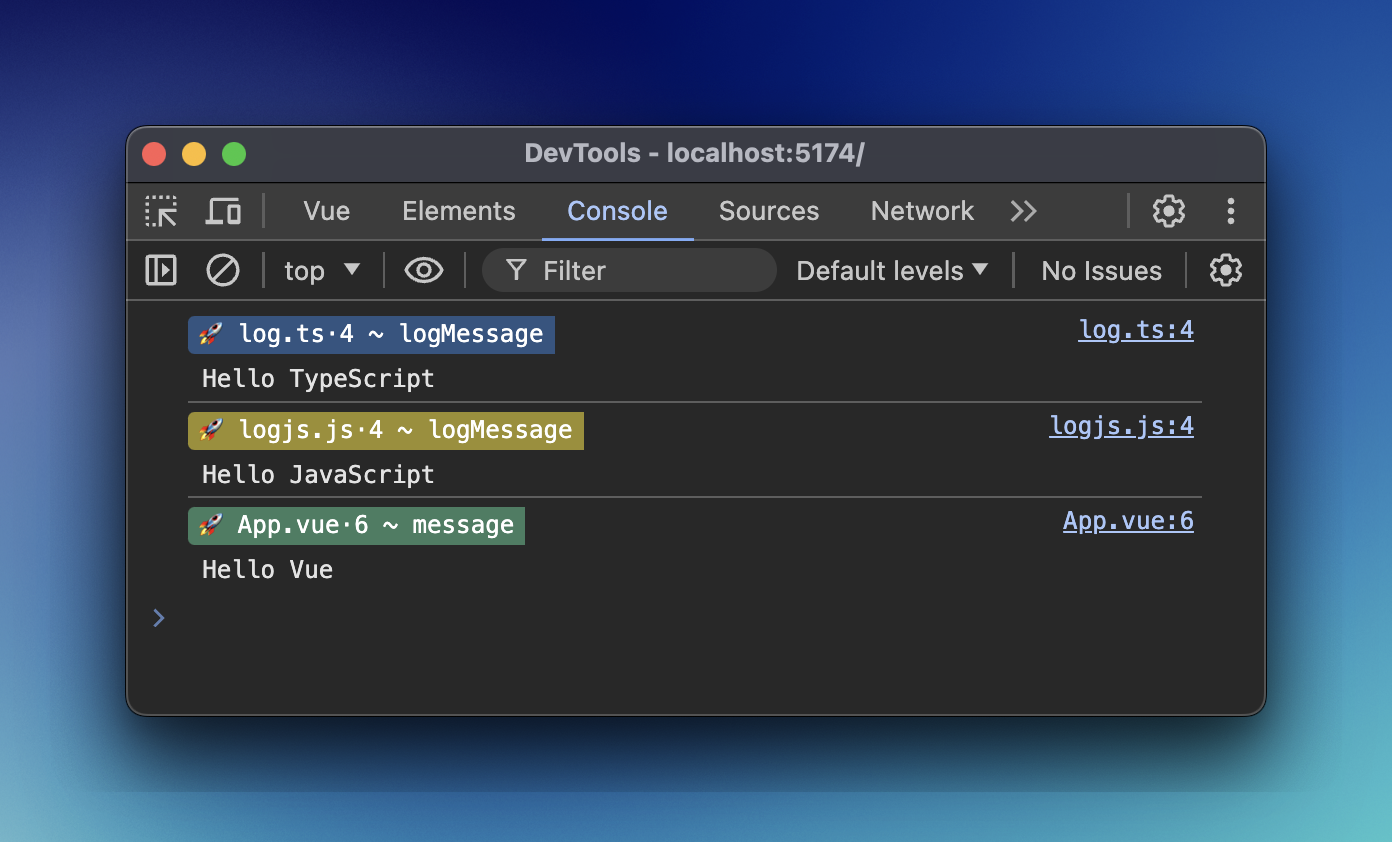 DevTools - localhost:5174/
Vue Elements Console Sources Network
top Filter Default levels No Issues
🚀 log.ts·4 ~ logMessage log.ts:4
Hello TypeScript
🚀 logjs.js·4 ~ logMessage logjs.js:4
Hello JavaScript
🚀 App.vue·6 ~ message App.vue:6
Hello Vue